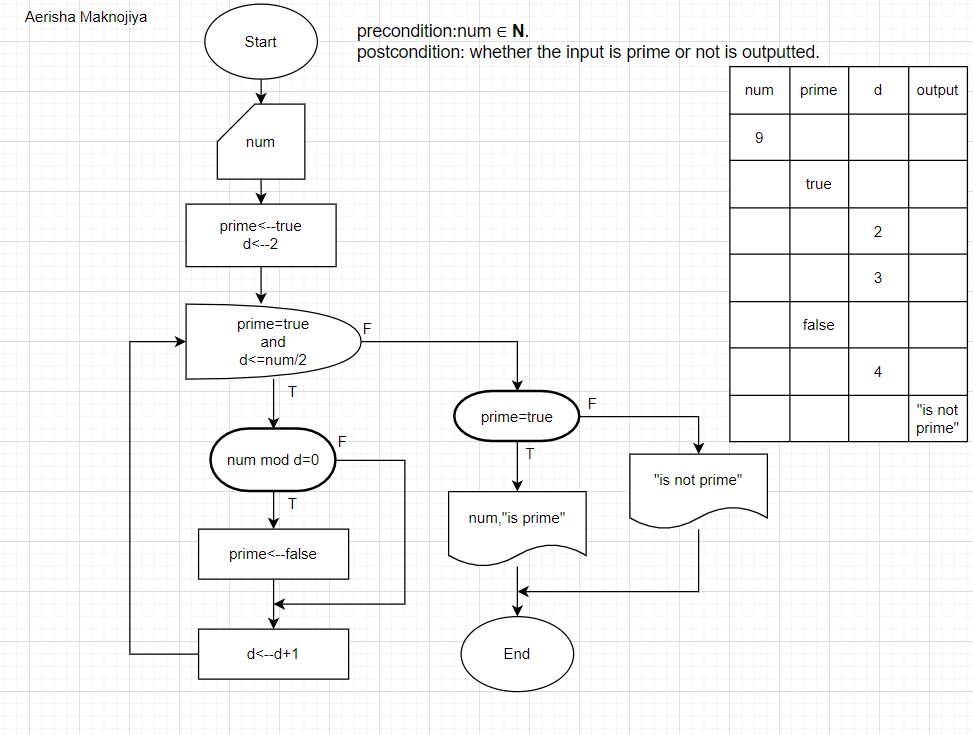 Aerisha Maknojiya
precondition:num ∈ N.
postcondition: whether the input is prime or not is outputted.
Start
num
prime<--true
d<--2
prime=true
and
d<=num/2
F
T
num mod d=0
F
T
prime<--false
d<--d+1
prime=true
F
T
num,"is prime"
"is not prime"
End
num prime d output
9
true
2
3
false
4
"is not
prime"